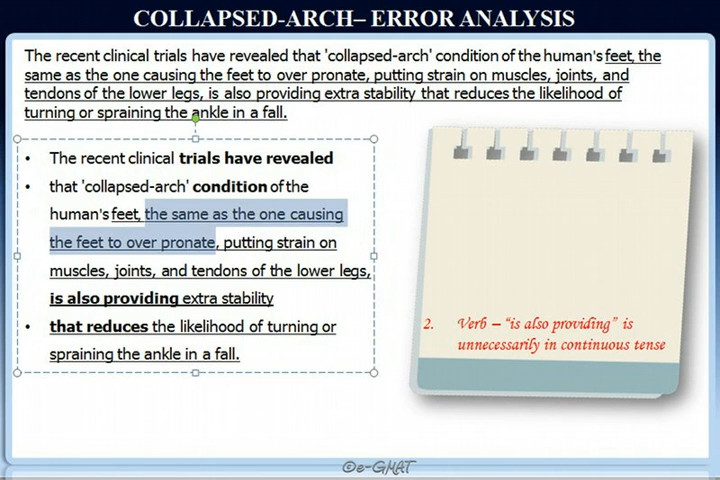 COLLAPSED-ARCH– ERROR ANALYSIS
The recent clinical trials have revealed that 'collapsed-arch' condition of the human's feet, the
same as the one causing the feet to over pronate, putting strain on muscles, joints, and
tendons of the lower legs, is also providing extra stability that reduces the likelihood of
turning or spraining the ankle in a fall.
• The recent clinical trials have revealed
• that 'collapsed-arch' condition of the
human's feet, the same as the one causing
the feet to over pronate, putting strain on
muscles, joints, and tendons of the lower legs,
is also providing extra stability
• that reduces the likelihood of turning or
spraining the ankle in a fall.
2. Verb – “is also providing” is
unnecessarily in continuous tense
©e-GMAT